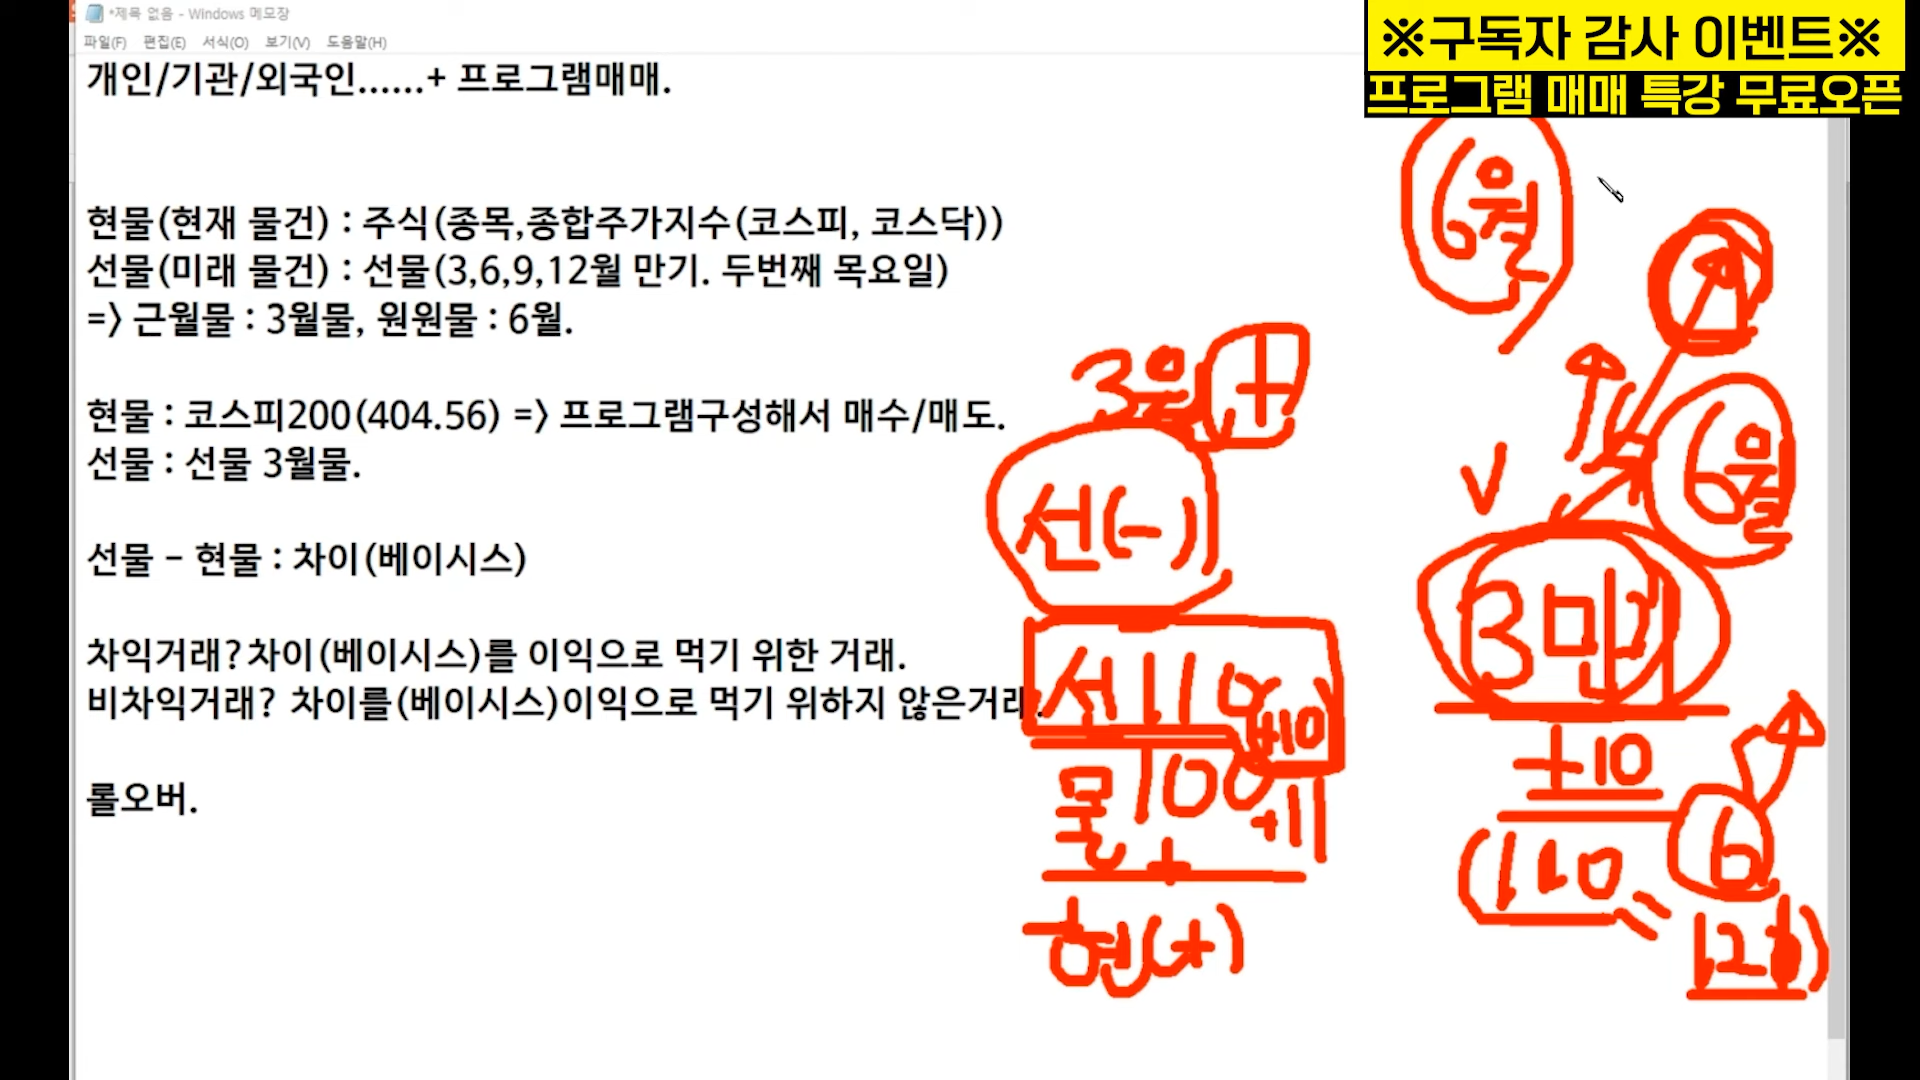 *제목 없음 - Windows 메모장
파일(F) 편집(E) 서식(O) 보기(V) 도움말(H)
※구독자 감사 이벤트※
프로그램 매매 특강 무료오픈
개인/기관/외국인......+ 프로그램매매.
현물(현재 물건) : 주식(종목,종합주가지수(코스피, 코스닥))
선물(미래 물건) : 선물(3,6,9,12월 만기. 두번째 목요일)
=> 근월물 : 3월물, 원원물 : 6월.
현물 : 코스피200(404.56) => 프로그램구성해서 매수/매도.
선물 : 선물 3월물.
선물 - 현물 : 차이(베이시스)
차익거래?차이(베이시스)를 이익으로 먹기 위한 거래.
비차익거래? 차이를(베이시스)이익으로 먹기 위하지 않은거래.
롤오버.
3월 +
선(-)
선 110
물 100
+
현(+)
6월
6월
3만
±10
6